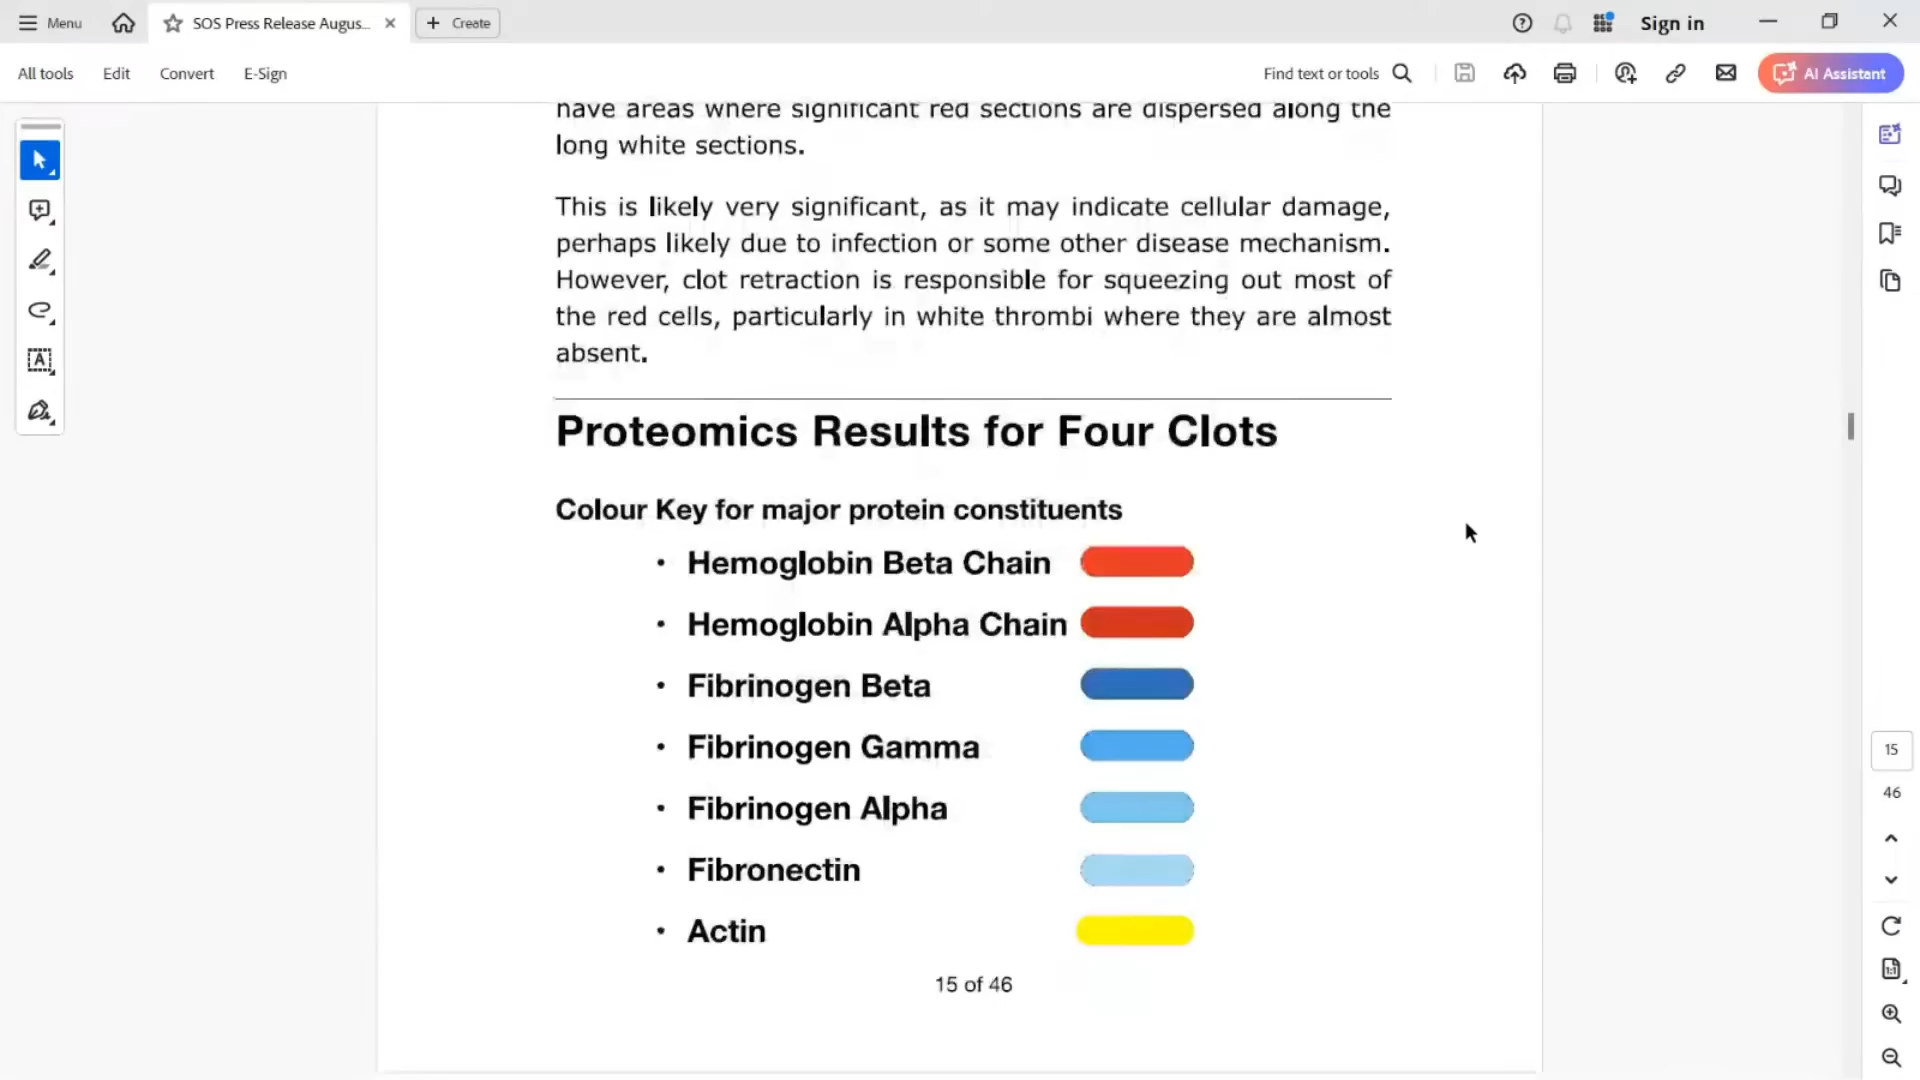 Menu
SOS Press Release Augus...
Create
Sign in
All tools
Edit
Convert
E-Sign
Find text or tools
AI Assistant
have areas where significant red sections are dispersed along the
long white sections.
This is likely very significant, as it may indicate cellular damage,
perhaps likely due to infection or some other disease mechanism.
However, clot retraction is responsible for squeezing out most of
the red cells, particularly in white thrombi where they are almost
absent.
Proteomics Results for Four Clots
Colour Key for major protein constituents
• Hemoglobin Beta Chain
• Hemoglobin Alpha Chain
• Fibrinogen Beta
• Fibrinogen Gamma
• Fibrinogen Alpha
• Fibronectin
• Actin
15 of 46
15
46